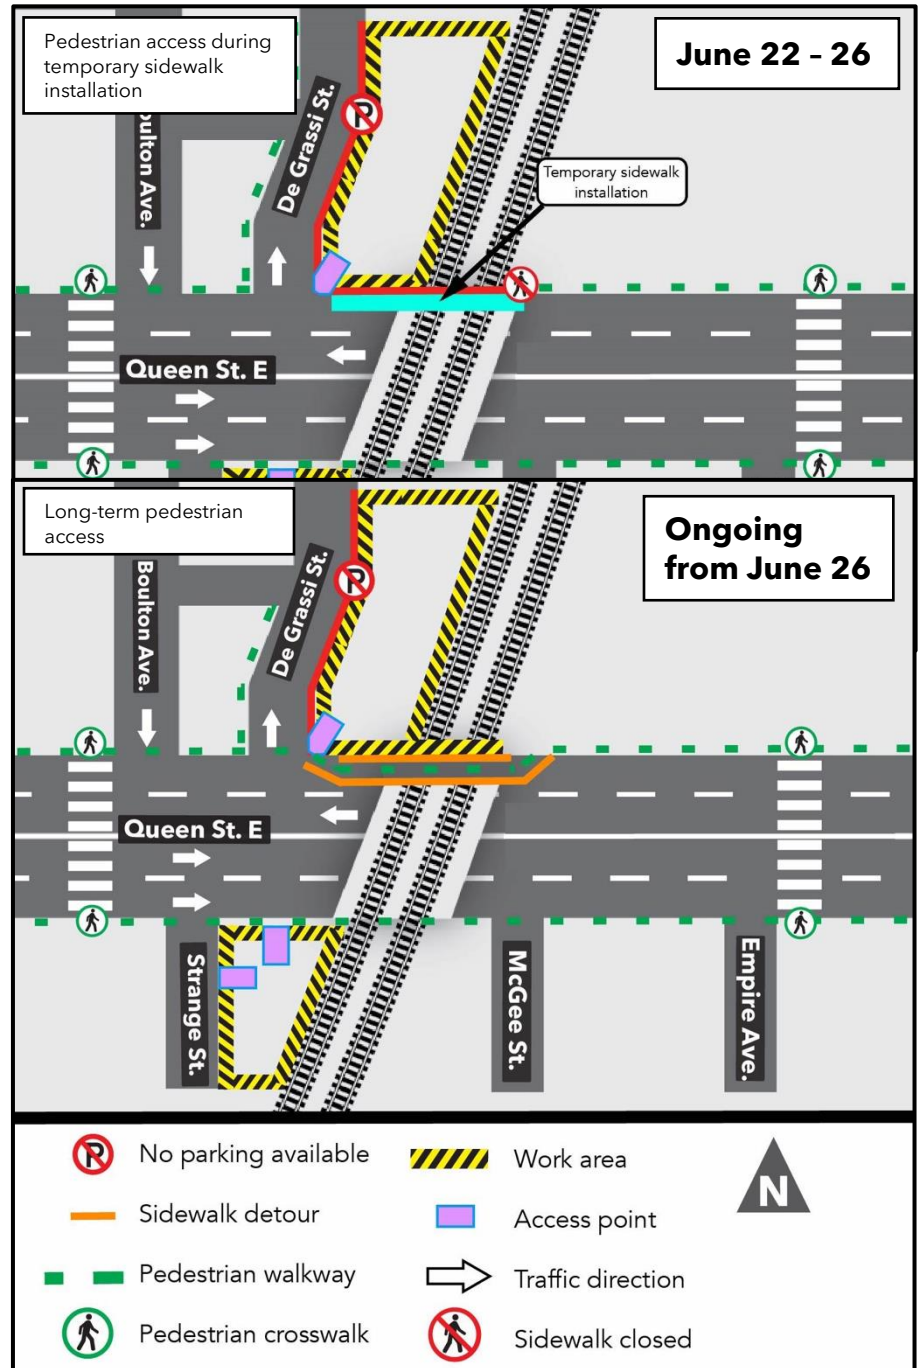 Pedestrian access during
temporary sidewalk
installation
June 22 - 26
oulton Ave.
De Grassi St.
P
Temporary sidewalk
installation
Queen St. E
Long-term pedestrian
access
Ongoing
from June 26
Boulton Ave.
De Grassi St.
P
Queen St. E
Strange St.
McGee St.
Empire Ave.
P No parking available
Work area
N
Sidewalk detour
Access point
Pedestrian walkway
Traffic direction
Pedestrian crosswalk
Sidewalk closed